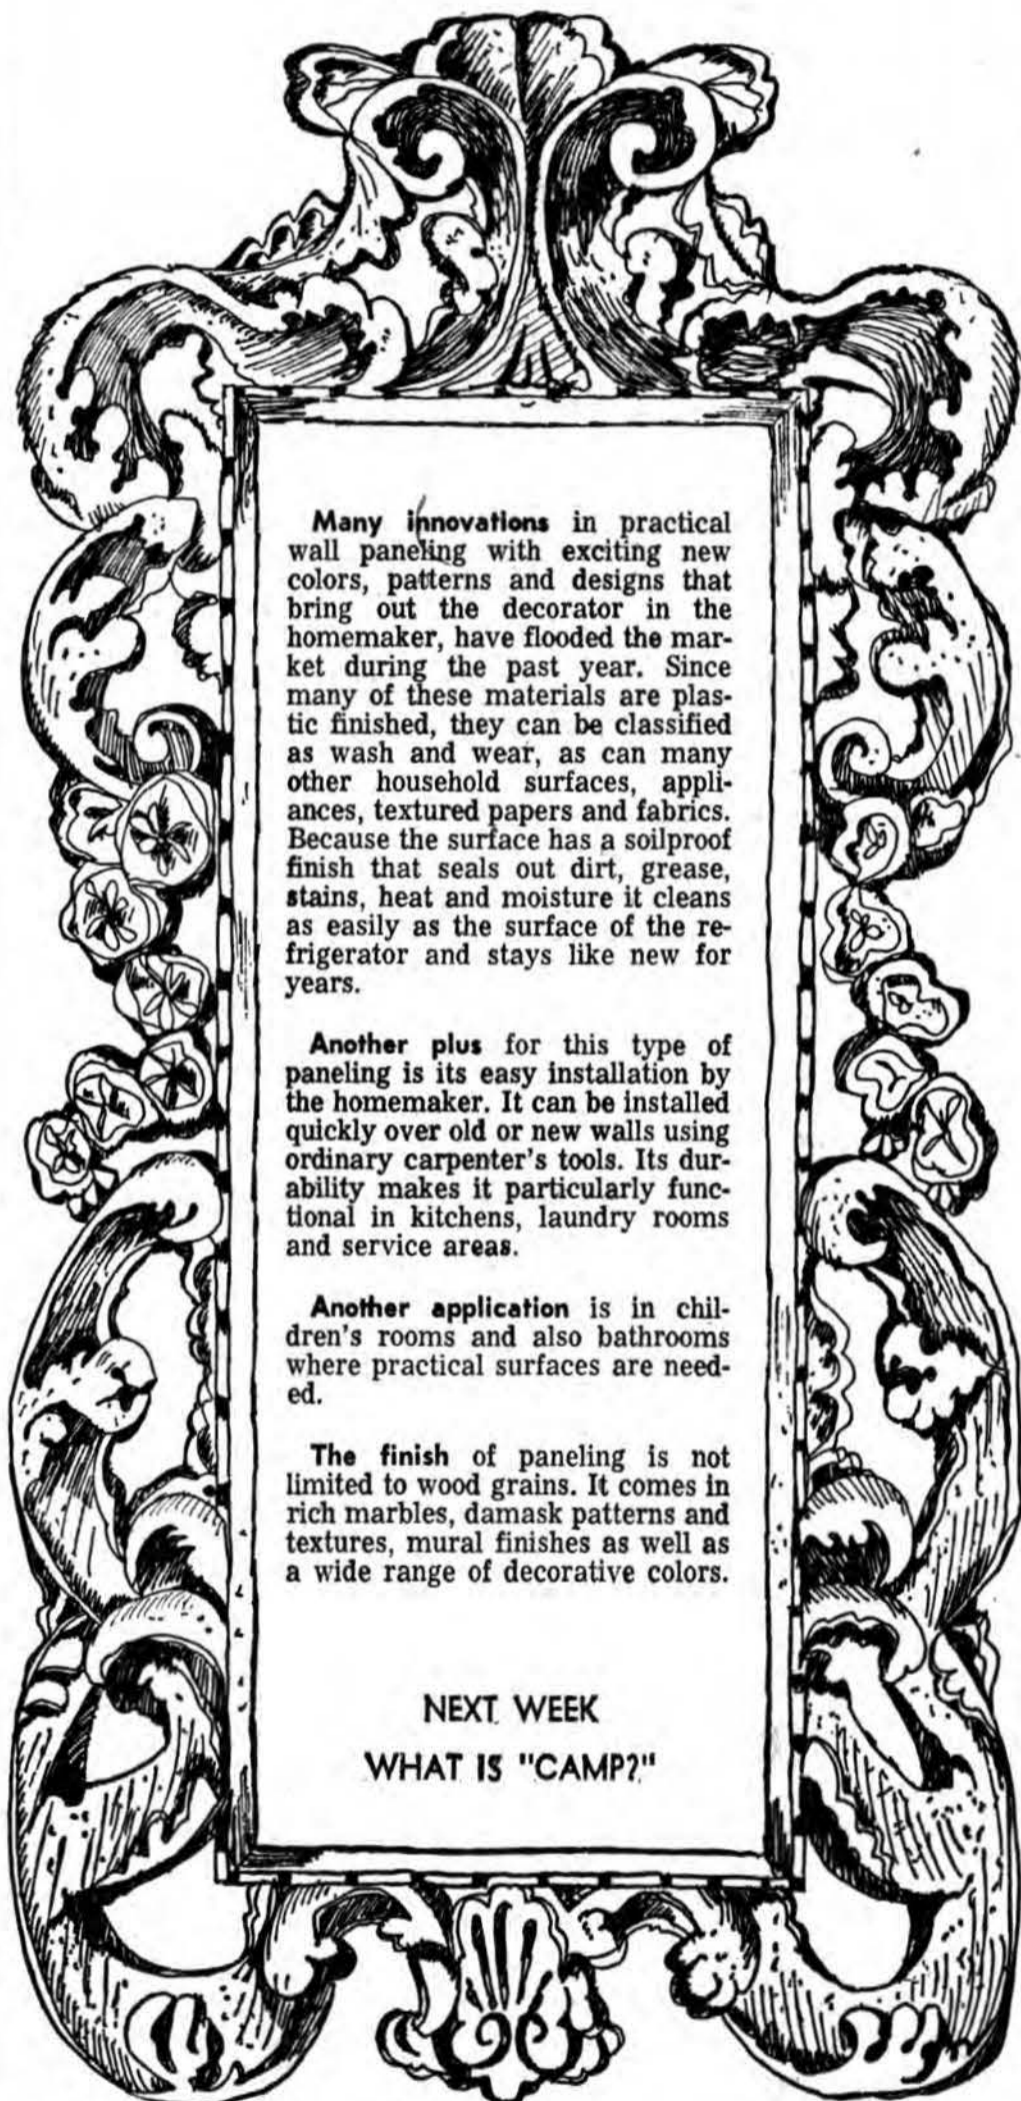 Many innovations in practical
wall paneling with exciting new
colors, patterns and designs that
bring out the decorator in the
homemaker, have flooded the mar-
ket during the past year. Since
many of these materials are plas-
tic finished, they can be classified
as wash and wear, as can many
other household surfaces, appli-
ances, textured papers and fabrics.
Because the surface has a soilproof
finish that seals out dirt, grease,
stains, heat and moisture it cleans
as easily as the surface of the re-
frigerator and stays like new for
years.
Another plus for this type of
paneling is its easy installation by
the homemaker. It can be installed
quickly over old or new walls using
ordinary carpenter's tools. Its dur-
ability makes it particularly func-
tional in kitchens, laundry rooms
and service areas.
Another application is in chil-
dren's rooms and also bathrooms
where practical surfaces are need-
ed.
The finish of paneling is not
limited to wood grains. It comes in
rich marbles, damask patterns and
textures, mural finishes as well as
a wide range of decorative colors.
NEXT WEEK
WHAT IS "CAMP?"